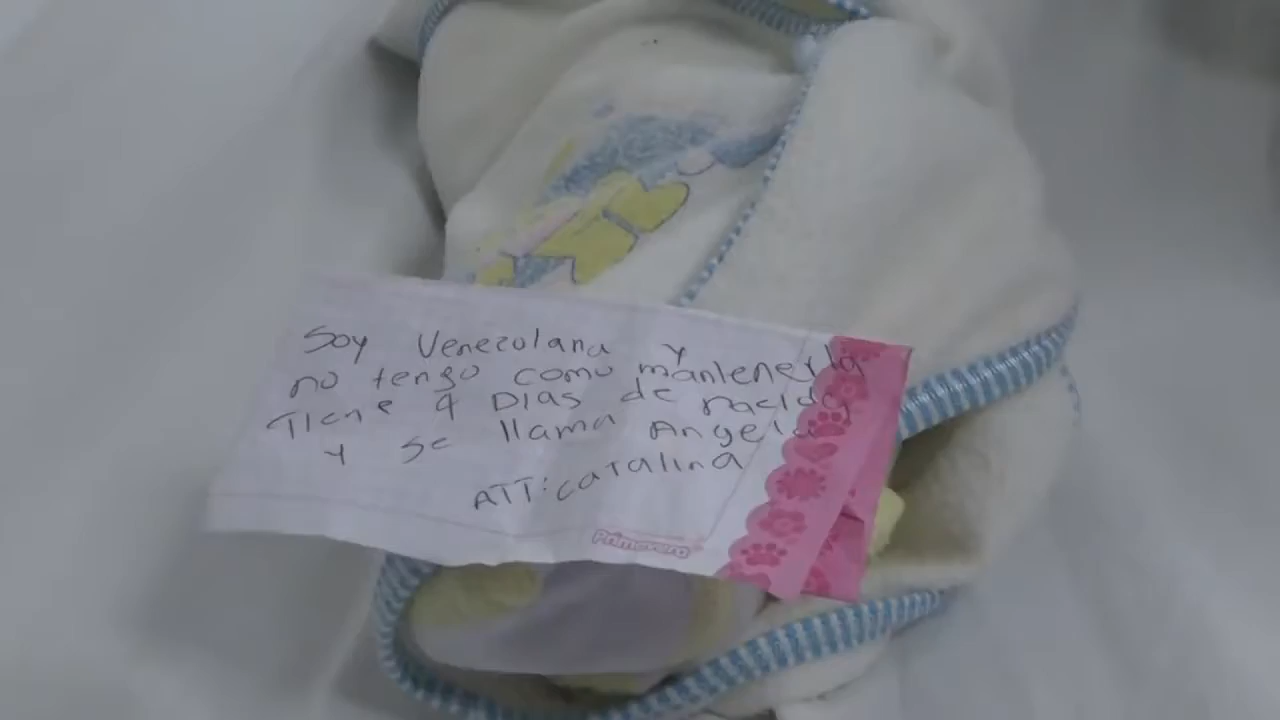 Soy Venezolana y
no tengo como mantenerla
Tiene 4 Dias de nacida
y se llama Angela
ATT: catalina
Primavera